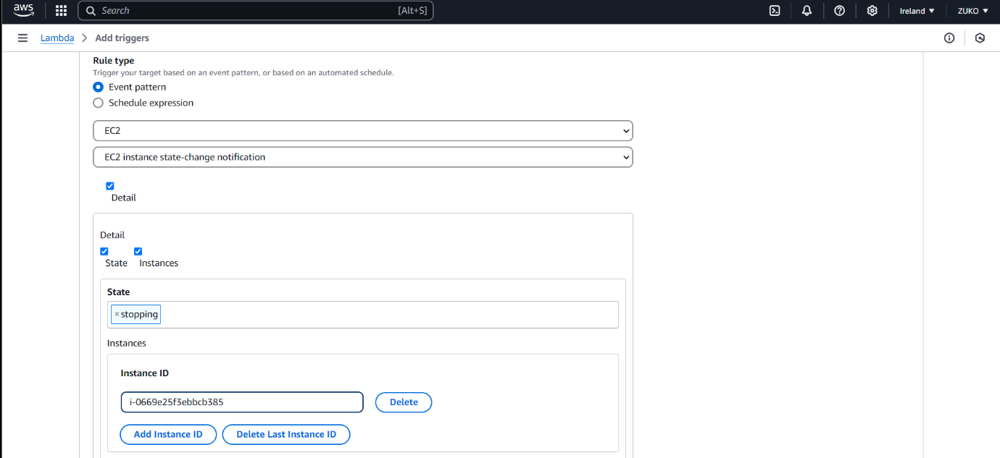 aws Search [Alt+S] Ireland ▼ ZUKO ▼
Lambda > Add triggers
Rule type
Trigger your target based on an event pattern, or based on an automated schedule.
Event pattern
Schedule expression
EC2
EC2 instance state-change notification
Detail
Detail
State Instances
State
×stopping
Instances
Instance ID
i-0669e25f3ebbcb385 Delete
Add Instance ID Delete Last Instance ID